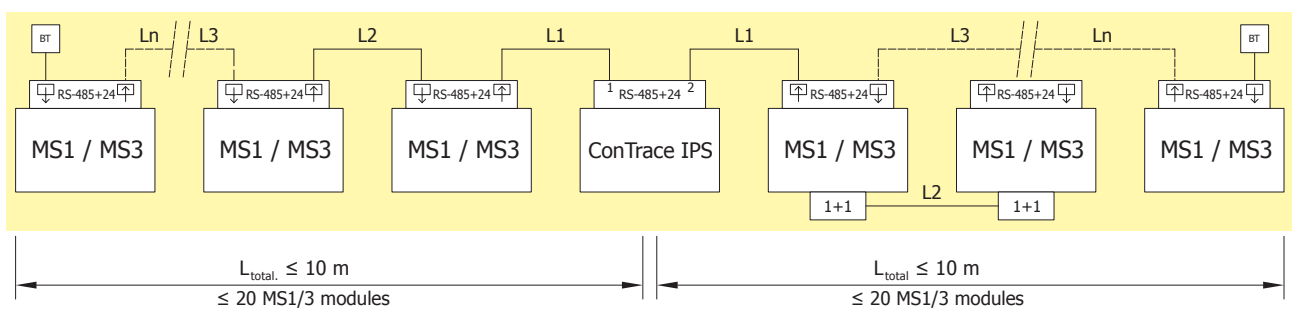 BT
Ln
L3
L2
L1
L1
L3
Ln
BT
RS-485+24
RS-485+24
RS-485+24
1 RS-485+24 2
RS-485+24
RS-485+24
RS-485+24
MS1 / MS3
MS1 / MS3
MS1 / MS3
ConTrace IPS
MS1 / MS3
MS1 / MS3
MS1 / MS3
1+1
L2
1+1
Ltotal. ≤ 10 m
≤ 20 MS1/3 modules
Ltotal ≤ 10 m
≤ 20 MS1/3 modules